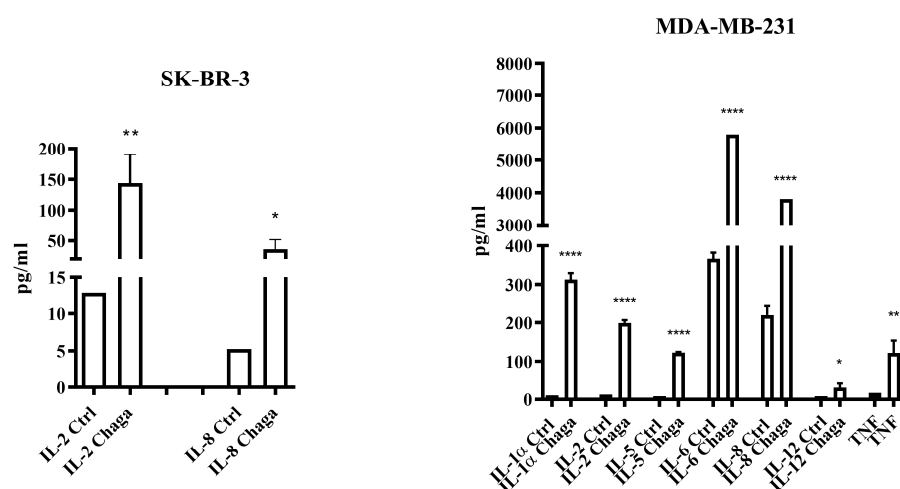 SK-BR-3
**
*
200
150
100
50
15
10
5
0
pg/ml
IL-2 Ctrl
IL-2 Chaga
IL-8 Ctrl
IL-8 Chaga
MDA-MB-231
8000
7000
6000
5000
4000
3000
400
300
200
100
0
pg/ml
****
****
****
****
****
*
**
IL-1α Ctrl
IL-1α Chaga
IL-2 Ctrl
IL-2 Chaga
IL-5 Ctrl
IL-5 Chaga
IL-6 Ctrl
IL-6 Chaga
IL-8 Ctrl
IL-8 Chaga
IL-12 Ctrl
IL-12 Chaga
TNF
TNF